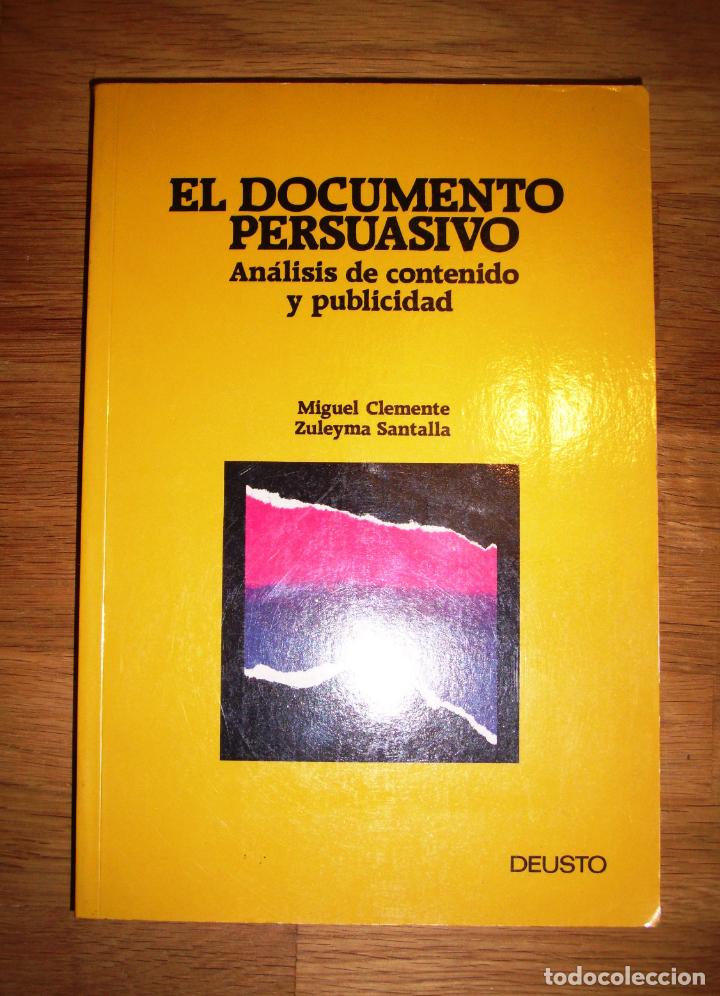 EL DOCUMENTO
PERSUASIVO
Análisis de contenido
y publicidad
Miguel Clemente
Zuleyma Santalla
DEUSTO
todocoleccion